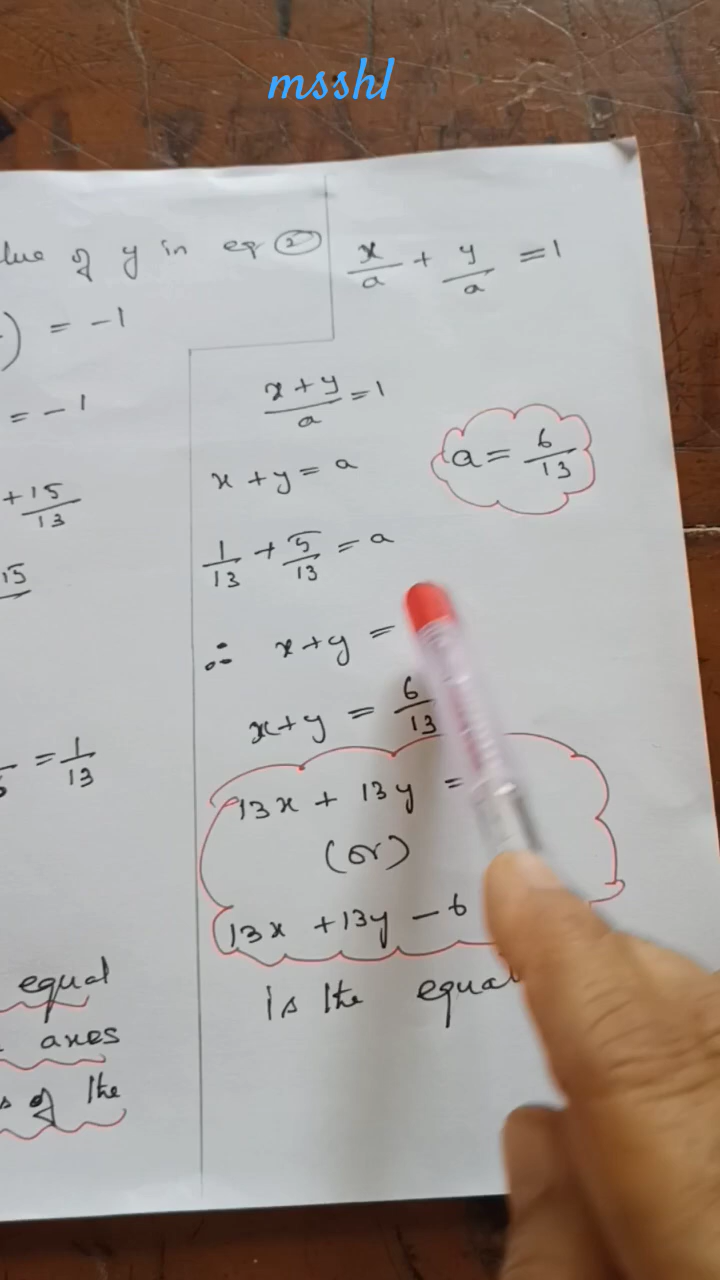 msshl
of y in eq ②
) = -1
= -1
+15/13
15
= 1/13
equal
axes
of the
x/a + y/a = 1
(x+y)/a = 1
x + y = a
a = 6/13
1/13 + 5/13 = a
∴ x+y =
x+y = 6/13
13x + 13y =
(or)
13x + 13y - 6
is the